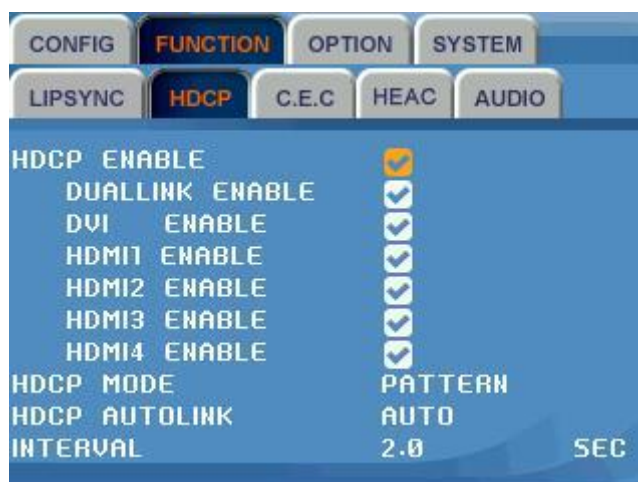 CONFIG FUNCTION OPTION SYSTEM
LIPSYNC HDCP C.E.C HEAC AUDIO
HDCP ENABLE
DUALLINK ENABLE
DVI ENABLE
HDMI1 ENABLE
HDMI2 ENABLE
HDMI3 ENABLE
HDMI4 ENABLE
HDCP MODE PATTERN
HDCP AUTOLINK AUTO
INTERVAL 2.0 SEC